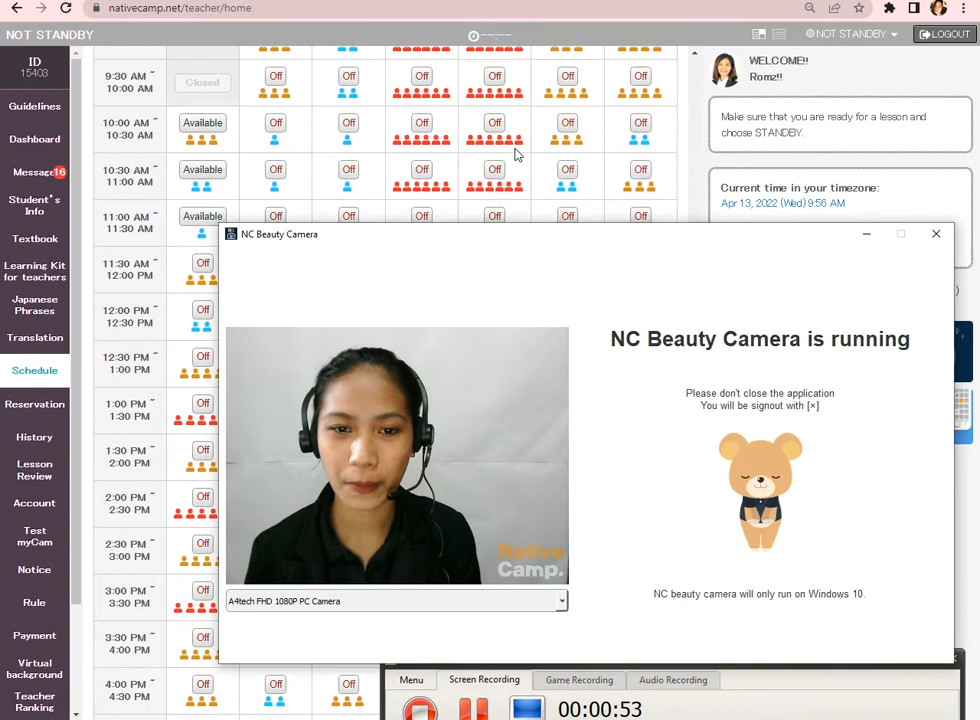 nativecamp.net/teacher/home
NOT STANDBY
--:--
NOT STANDBY
LOGOUT
ID
15403
Guidelines
Dashboard
Message 16
Student's
Info
Textbook
Learning Kit
for teachers
Japanese
Phrases
Translation
Schedule
Reservation
History
Lesson
Review
Account
Test
myCam
Notice
Rule
Payment
Virtual
background
Teacher
Ranking
9:30 AM ~
10:00 AM
Closed Off Off Off Off Off Off
10:00 AM ~
10:30 AM
Available Off Off Off Off Off Off
10:30 AM ~
11:00 AM
Available Off Off Off Off Off Off
11:00 AM ~
11:30 AM
Available Off Off Off Off Off Off
11:30 AM ~
12:00 PM
Off
12:00 PM ~
12:30 PM
Off
12:30 PM ~
1:00 PM
Off
1:00 PM ~
1:30 PM
Off
1:30 PM ~
2:00 PM
Off
2:00 PM ~
2:30 PM
Off
2:30 PM ~
3:00 PM
Off
3:00 PM ~
3:30 PM
Off
3:30 PM ~
4:00 PM
Off
4:00 PM ~
4:30 PM
Off Off Off
WELCOME!!
Romz!!
Make sure that you are ready for a lesson and
choose STANDBY.
Current time in your timezone:
Apr 13, 2022 (Wed) 9:56 AM
)
NC Beauty Camera
Native
Camp.
A4tech FHD 1080P PC Camera
NC Beauty Camera is running
Please don't close the application
You will be signout with [×]
NC beauty camera will only run on Windows 10.
Menu
Screen Recording
Game Recording
Audio Recording
00:00:53